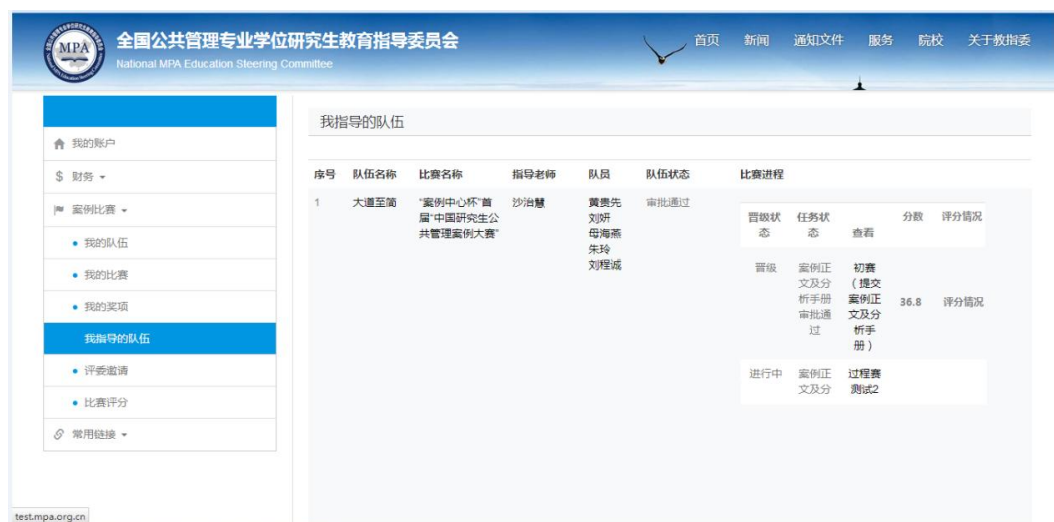 MPA
全国公共管理专业学位研究生教育指导委员会
National MPA Education Steering Committee
首页 新闻 通知文件 服务 院校 关于教指委
我的账户
$ 财务
案例比赛
我的队伍
我的比赛
我的奖项
我指导的队伍
评委邀请
比赛评分
常用链接
我指导的队伍
序号 队伍名称 比赛名称 指导老师 队员 队伍状态 比赛进程
1 大道至简 "案例中心杯"首 沙治慧 黄贵先 审批通过
届"中国研究生公 刘妍
共管理案例大赛" 母海燕
朱玲
刘程诚
晋级状 任务状 分数 评分情况
态 态 查看
晋级 案例正 初赛
文及分 (提交
析手册 案例正 36.8 评分情况
审批通 文及分
过 析手
册)
进行中 案例正 过程赛
文及分 测试2
test.mpa.org.cn